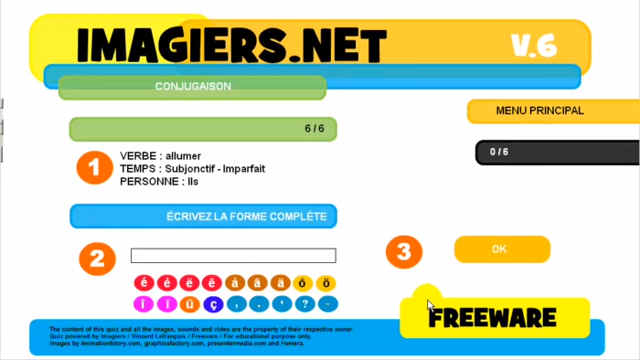 IMAGIERS.NET
V.6
CONJUGAISON
MENU PRINCIPAL
6 / 6
0 / 6
1
VERBE : allumer
TEMPS : Subjonctif - Imparfait
PERSONNE : Ils
ÉCRIVEZ LA FORME COMPLÈTE
2
3
OK
FREEWARE
The content of this quiz and all the images, sounds and video are the property of their respective owner.
Quiz powered by Imagiers / Vincent Lefrançois / Freeware / For educational purpose only.
Images by Animationfactory.com, graphicsfactory.com, presentermedia.com and Hemera.